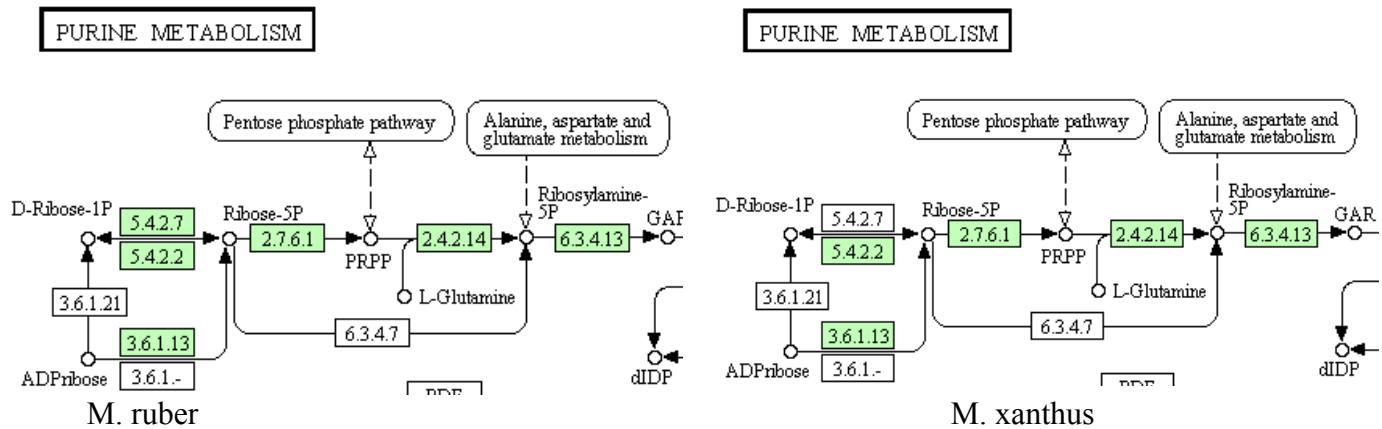 PURINE METABOLISM
Pentose phosphate pathway
Alanine, aspartate and
glutamate metabolism
D-Ribose-1P
5.4.2.7
5.4.2.2
Ribose-5P
2.7.6.1
PRPP
2.4.2.14
Ribosylamine-
5P
6.3.4.13
GAR
L-Glutamine
3.6.1.21
6.3.4.7
3.6.1.13
3.6.1.-
ADPribose
dIDP
M. ruber
PURINE METABOLISM
Pentose phosphate pathway
Alanine, aspartate and
glutamate metabolism
D-Ribose-1P
5.4.2.7
5.4.2.2
Ribose-5P
2.7.6.1
PRPP
2.4.2.14
Ribosylamine-
5P
6.3.4.13
GAR
L-Glutamine
3.6.1.21
6.3.4.7
3.6.1.13
3.6.1.-
ADPribose
dIDP
M. xanthus